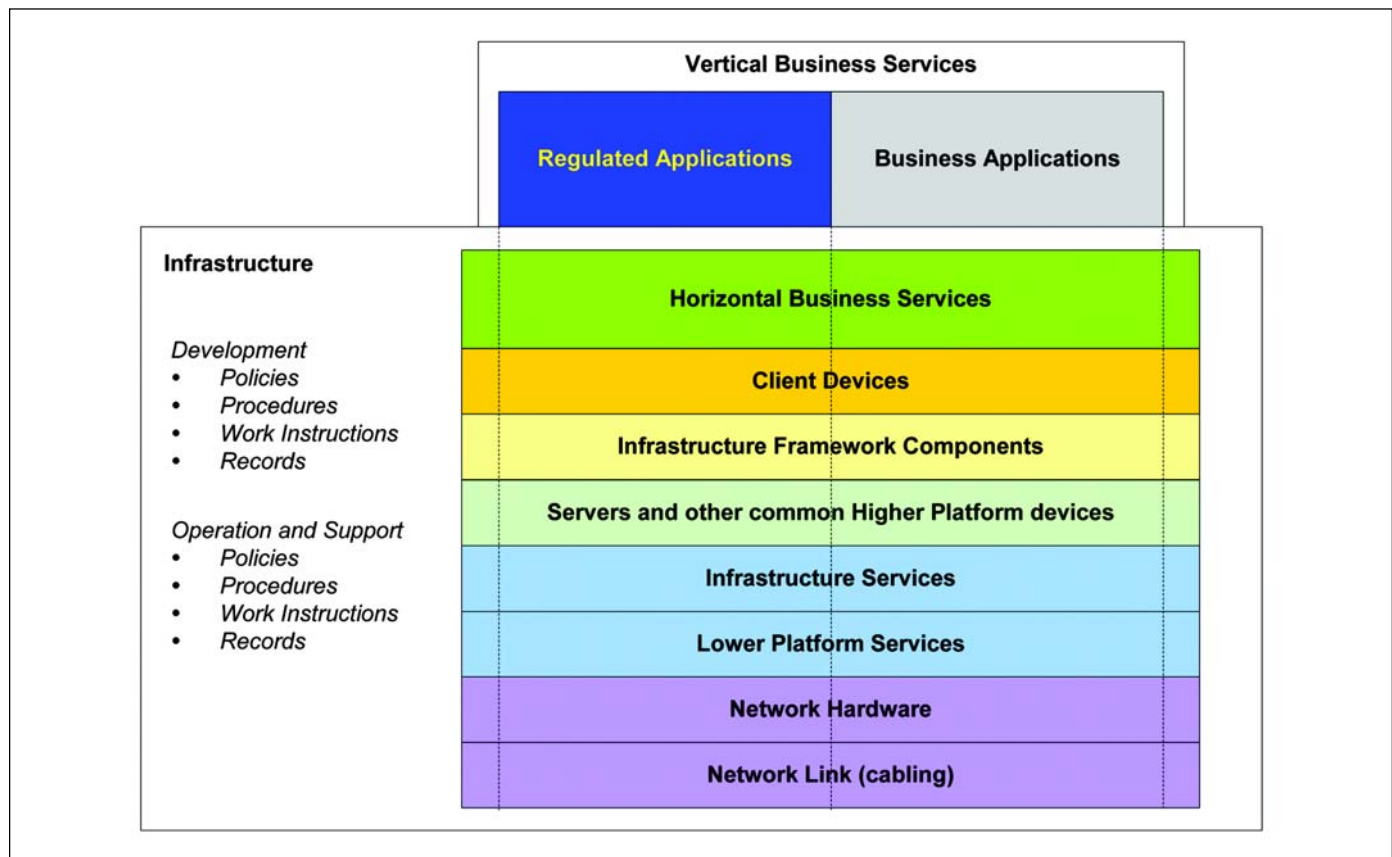 Vertical Business Services
Regulated Applications
Business Applications
Infrastructure
Development
• Policies
• Procedures
• Work Instructions
• Records
Operation and Support
• Policies
• Procedures
• Work Instructions
• Records
Horizontal Business Services
Client Devices
Infrastructure Framework Components
Servers and other common Higher Platform devices
Infrastructure Services
Lower Platform Services
Network Hardware
Network Link (cabling)